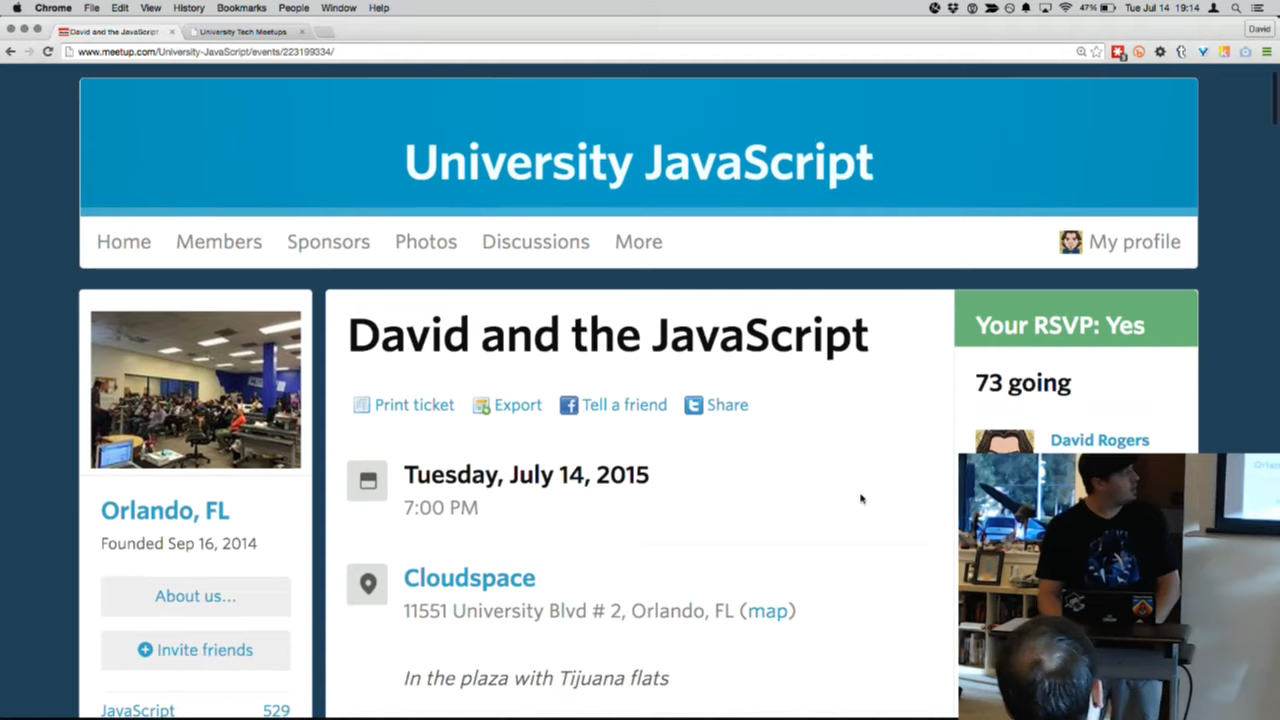 Chrome File Edit View History Bookmarks People Window Help
47% Tue Jul 14 19:14
David and the JavaScript
University Tech Meetups
David
www.meetup.com/University-JavaScript/events/223199334/
University JavaScript
Home Members Sponsors Photos Discussions More My profile
David and the JavaScript
Your RSVP: Yes
73 going
Print ticket Export Tell a friend Share
David Rogers
Tuesday, July 14, 2015
7:00 PM
Orlando, FL
Founded Sep 16, 2014
Cloudspace
11551 University Blvd # 2, Orlando, FL (map)
About us...
Invite friends
In the plaza with Tijuana flats
JavaScript 529